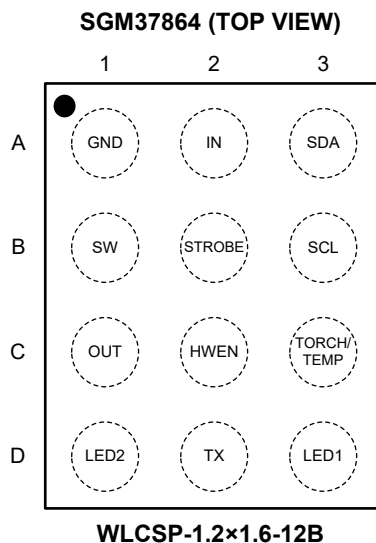 SGM37864 (TOP VIEW)
1 2 3
A GND IN SDA
B SW STROBE SCL
C OUT HWEN TORCH/
TEMP
D LED2 TX LED1
WLCSP-1.2×1.6-12B